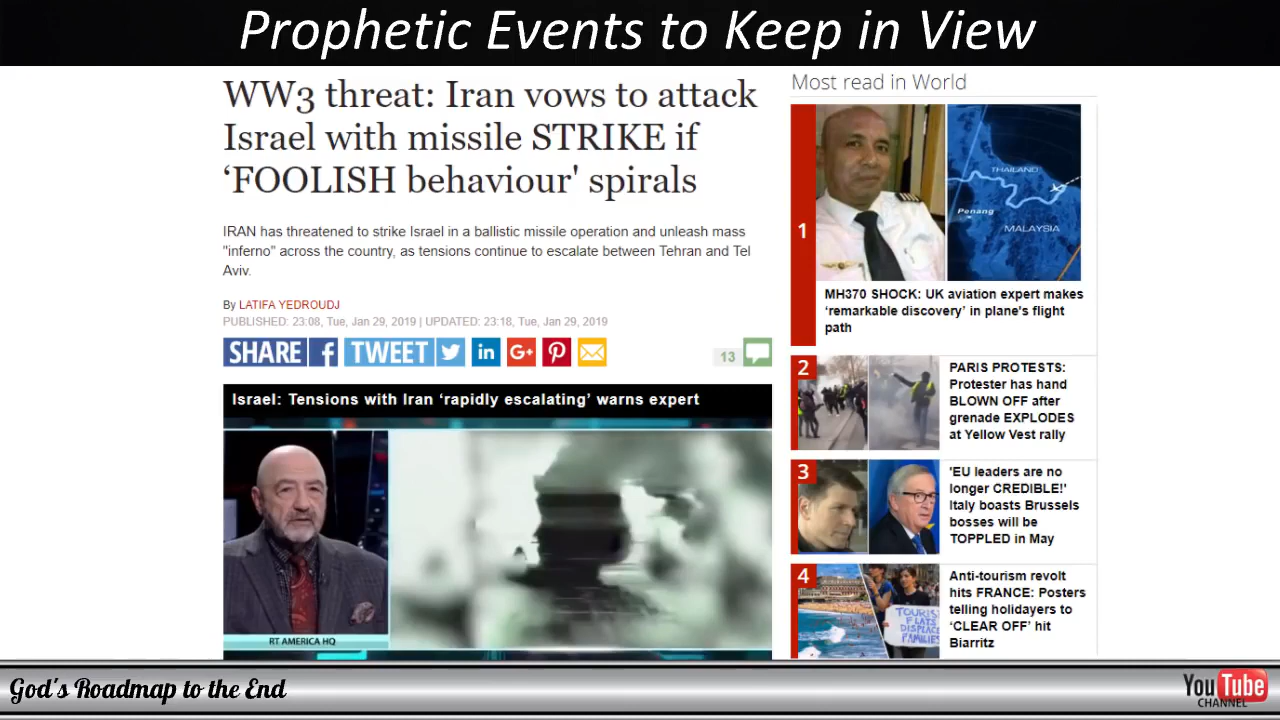 Prophetic Events to Keep in View
WW3 threat: Iran vows to attack
Israel with missile STRIKE if
‘FOOLISH behaviour' spirals
IRAN has threatened to strike Israel in a ballistic missile operation and unleash mass
"inferno" across the country, as tensions continue to escalate between Tehran and Tel
Aviv.
By LATIFA YEDROUDJ
PUBLISHED: 23:08, Tue, Jan 29, 2019 | UPDATED: 23:18, Tue, Jan 29, 2019
SHARE f TWEET in G+ 13
Israel: Tensions with Iran ‘rapidly escalating’ warns expert
RT AMERICA HQ
Most read in World
1
THAILAND
Penang
MALAYSIA
MH370 SHOCK: UK aviation expert makes
‘remarkable discovery’ in plane's flight
path
2
PARIS PROTESTS:
Protester has hand
BLOWN OFF after
grenade EXPLODES
at Yellow Vest rally
3
'EU leaders are no
longer CREDIBLE!'
Italy boasts Brussels
bosses will be
TOPPLED in May
4
TOURIS
PLAYS
DISPLACE
FAMILIES
Anti-tourism revolt
hits FRANCE: Posters
telling holidayers to
‘CLEAR OFF’ hit
Biarritz
God's Roadmap to the End
YouTube
CHANNEL